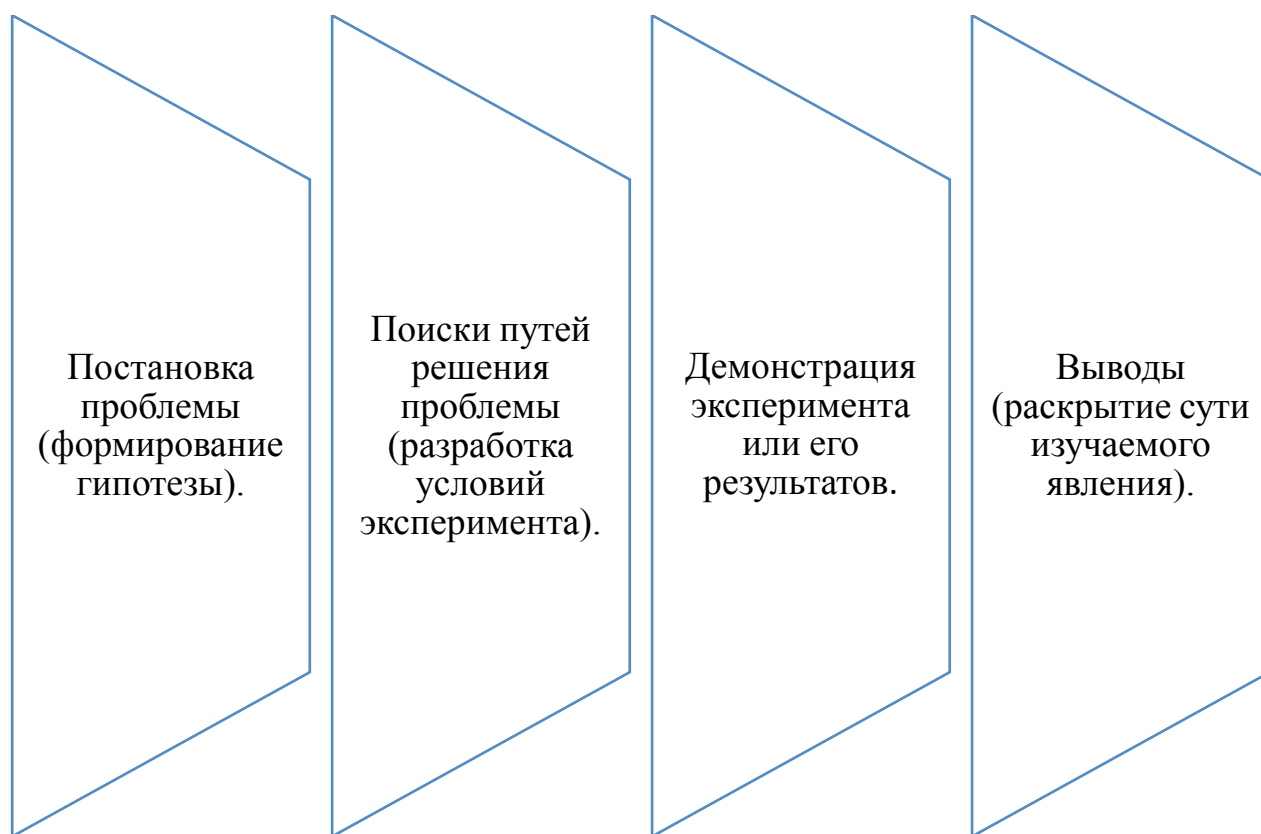 Постановка
проблемы
(формирование
гипотезы).
Поиски путей
решения
проблемы
(разработка
условий
эксперимента).
Демонстрация
эксперимента
или его
результатов.
Выводы
(раскрытие сути
изучаемого
явления).